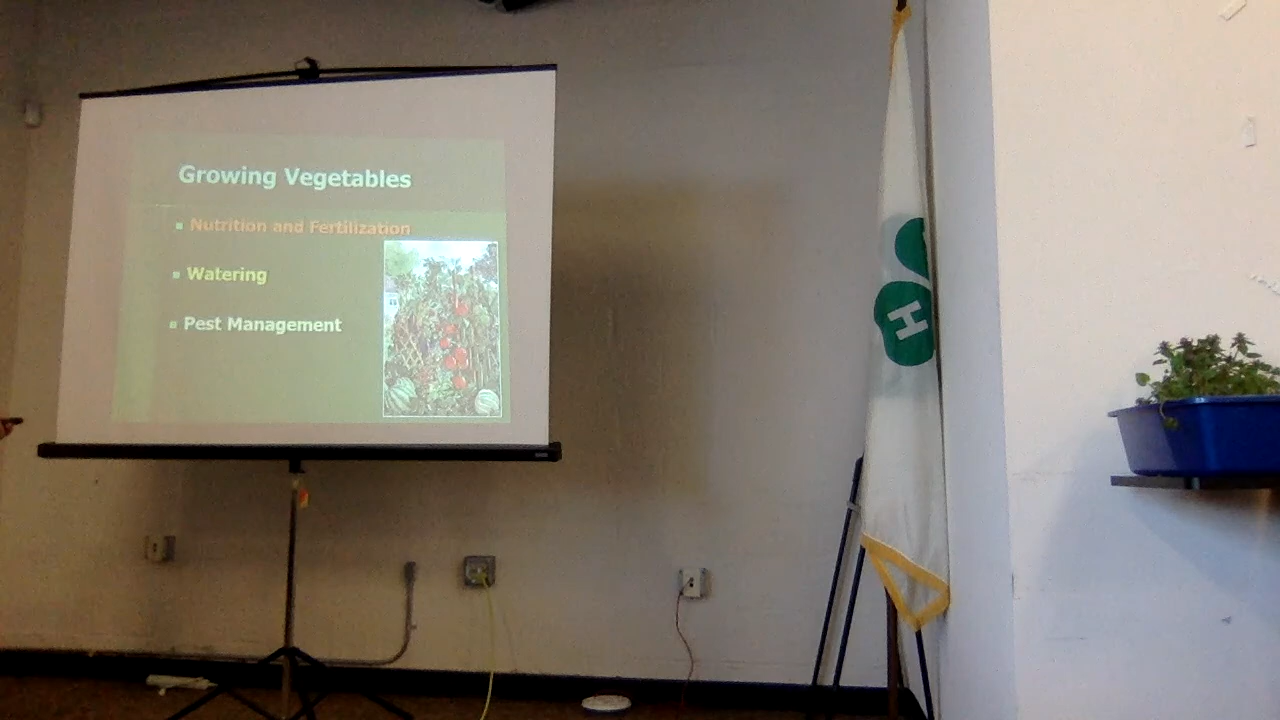 Growing Vegetables
Nutrition and Fertilization
Watering
Pest Management
H